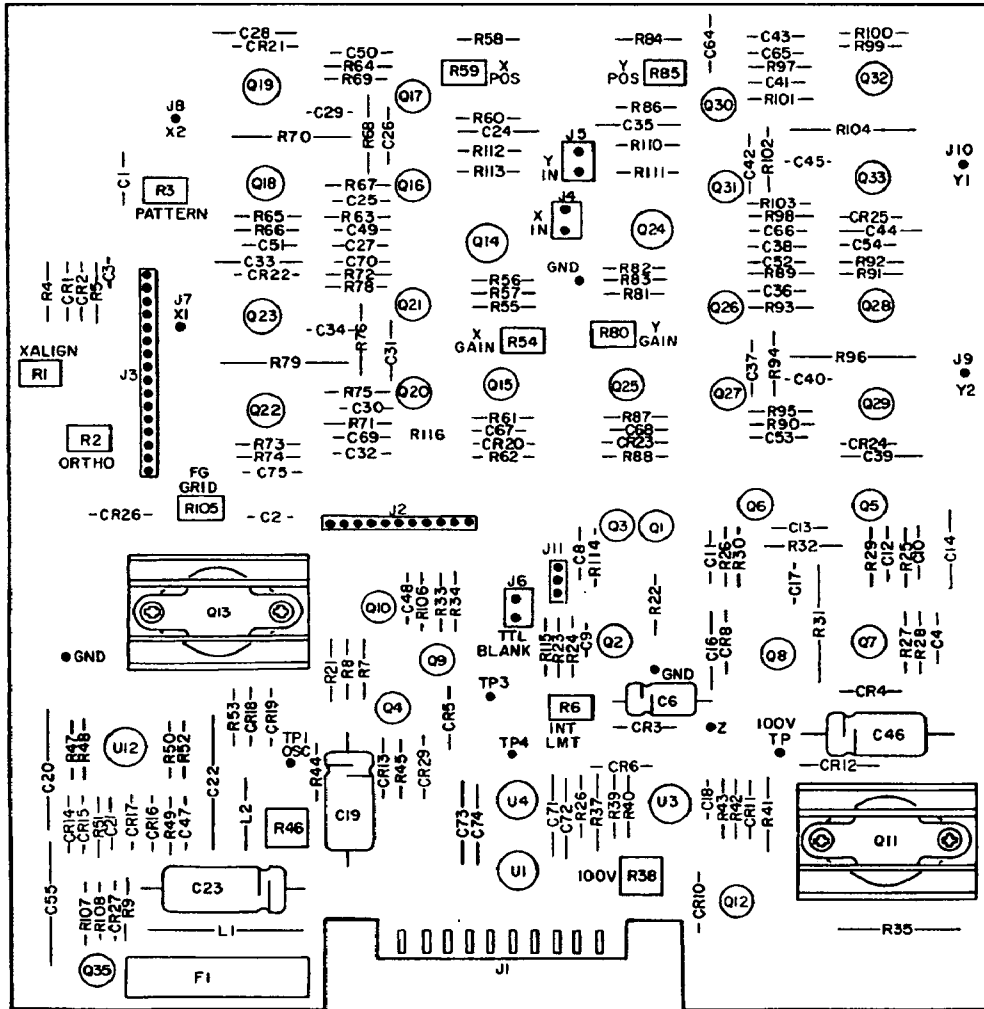 C28
CR21
C50
R64
R69
R58
R84
C64
C43
C65
R97
C41
R101
R100
R99
Q19
Q17
R59
X
POS
Y
POS
R85
Q30
Q32
J8
X2
C29
R68
C26
R70
R60
C24
R112
R113
J5
Y
IN
R86
C35
R110
R111
C42
R102
R104
C45
J10
Y1
C1
R3
PATTERN
Q18
R67
C25
Q16
J4
X
IN
Q31
R103
Q33
R65
R66
C51
C33
CR22
R63
C49
C27
C70
R72
R78
Q14
Q24
GND
R98
C66
C38
C52
R89
C36
R93
CR25
C44
C54
R92
R91
R4
CR1
CR2
R5
C3
R56
R57
R55
R82
R83
R81
J7
X1
Q23
C34
R76
C31
Q21
Q26
Q28
XALIGN
R1
J3
R79
X
GAIN
R54
R80
Y
GAIN
C37
R94
R96
C40
J9
Y2
Q22
R75
C30
R71
C69
C32
Q20
R116
Q15
Q25
Q27
Q29
R2
ORTHO
R73
R74
C75
R61
C67
CR20
R62
R87
C68
CR23
R88
R95
R90
C53
CR24
C39
FG
GRID
R105
CR26
C2
J2
Q3
Q1
Q6
Q5
C13
R32
Q13
Q10
C48
R106
R33
R34
J6
TTL
BLANK
J11
C8
R114
R22
C11
R26
R30
C17
R31
R29
C12
R25
C10
C14
GND
R21
R8
R7
Q9
R115
R23
R24
C9
Q2
C16
CR8
Q8
Q7
R27
R28
C4
Q4
CR5
TP3
R6
INT
LMT
GND
C6
CR3
Z
CR4
C46
100V
TP
CR12
C20
R47
R48
U12
R50
R52
C22
R53
CR18
CR19
TP1
OSC
R44
CR13
R45
CR29
TP4
CR6
CR14
CR15
R51
C21
CR17
CR16
R49
C47
L2
R46
C19
C73
C74
U4
C71
C72
R26
R37
R39
R40
U3
C18
R43
R42
CR11
R41
Q11
C55
R107
R108
CR27
R9
C23
L1
U1
100V
R38
CR10
Q12
R35
Q35
F1
J1